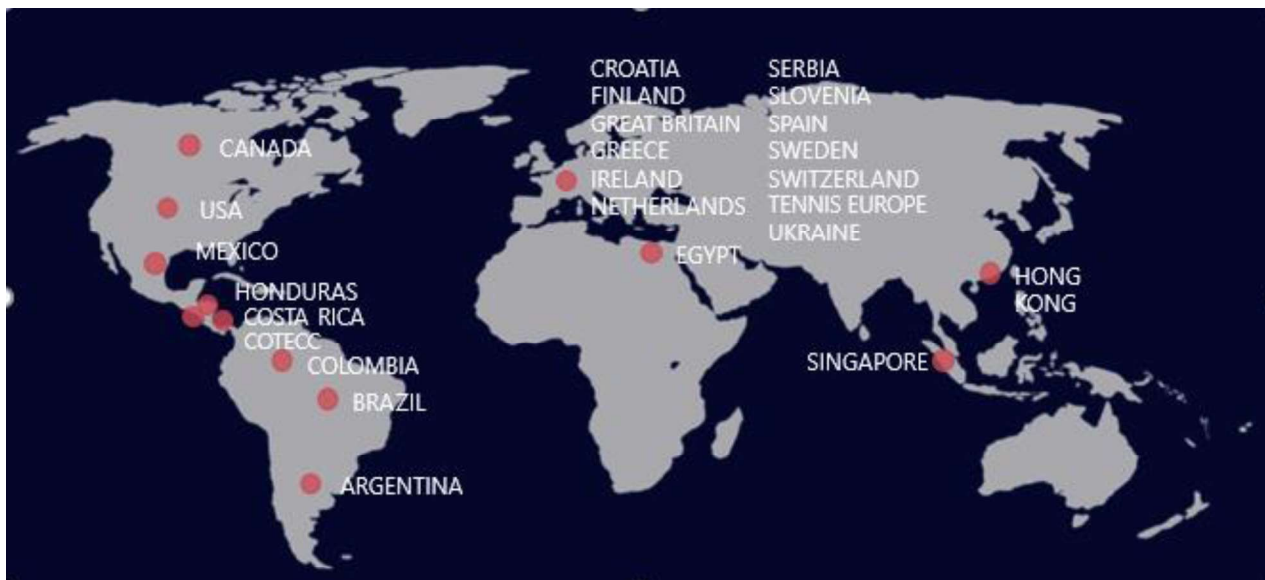 CROATIA
FINLAND
GREAT BRITAIN
GREECE
IRELAND
NETHERLANDS
SERBIA
SLOVENIA
SPAIN
SWEDEN
SWITZERLAND
TENNIS EUROPE
UKRAINE
CANADA
USA
MEXICO
HONDURAS
COSTA RICA
COTECC
COLOMBIA
BRAZIL
ARGENTINA
EGYPT
HONG
KONG
SINGAPORE